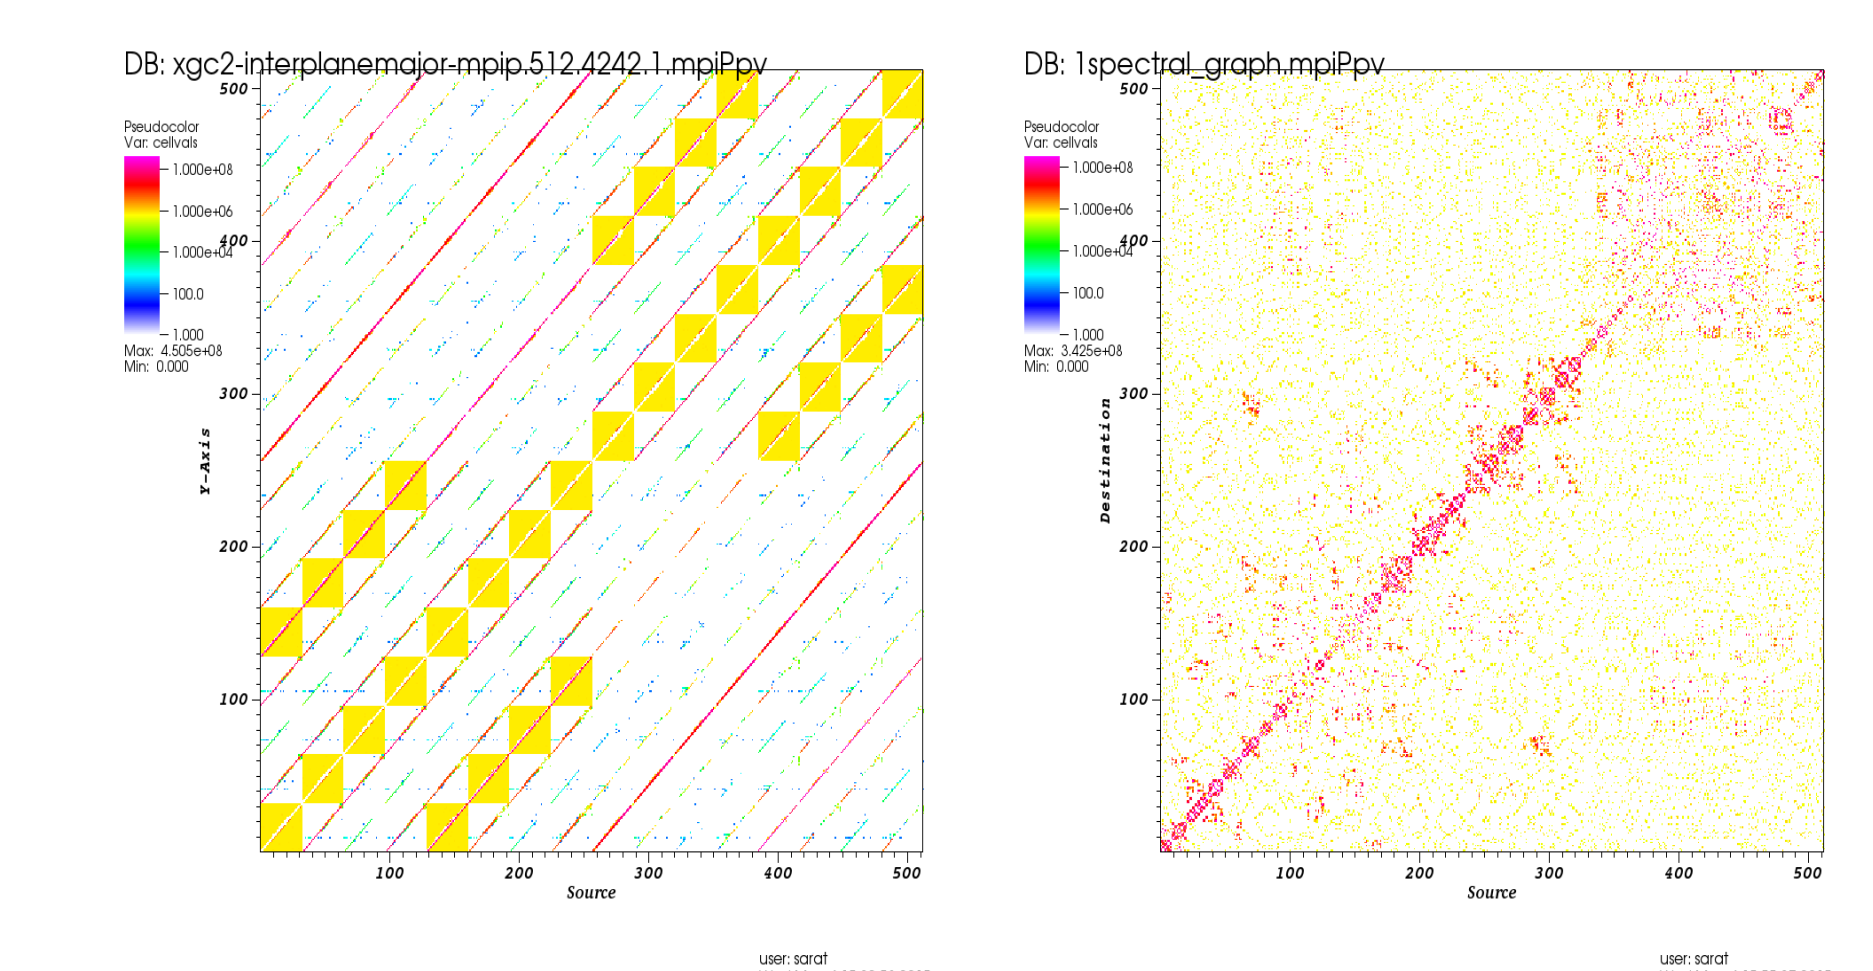 DB: xgc2-interplanemajor-mpip.512.4242.1.mpiPpv
Pseudocolor
Var: cellvals
1.000e+08
1.000e+06
1.000e+04
100.0
1.000
Max: 4.505e+08
Min: 0.000
500
400
300
200
100
Y-Axis
100 200 300 400 500
Source
user: sarat
DB: 1spectral_graph.mpiPpv
Pseudocolor
Var: cellvals
1.000e+08
1.000e+06
1.000e+04
100.0
1.000
Max: 3.425e+08
Min: 0.000
500
400
300
200
100
Destination
100 200 300 400 500
Source
user: sarat